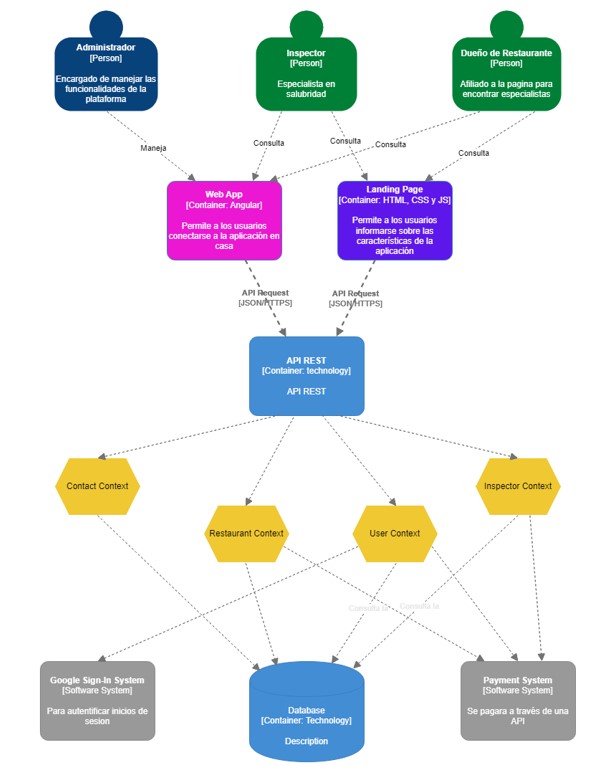 Administrador
[Person]
Encargado de manejar las
funcionalidades de la
plataforma
Inspector
[Person]
Especialista en
salubridad
Dueño de Restaurante
[Person]
Afiliado a la pagina para
encontrar especialistas
Maneja
Consulta
Consulta
Consulta
Consulta
Web App
[Container: Angular]
Permite a los usuarios
conectarse a la aplicaciòn en
casa
Landing Page
[Container: HTML, CSS y JS]
Permite a los usuarios
informarse sobre las
características de la
aplicación
API Request
[JSON/HTTPS]
API Request
[JSON/HTTPS]
API REST
[Container: technology]
API REST
Contact Context
Inspector Context
Restaurant Context
User Context
Consulta la
Consulta la
Google Sign-In System
[Software System]
Para autentificar inicios de
sesion
Database
[Container: Technology]
Description
Payment System
[Software System]
Se pagara a través de una
API